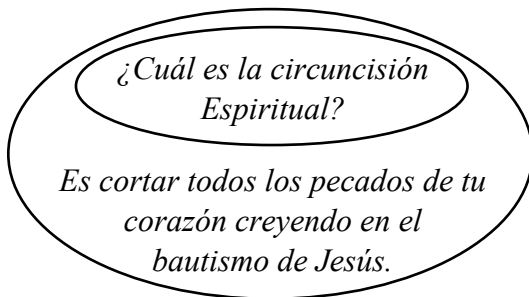 ¿Cuál es la circuncisión
Espiritual?
Es cortar todos los pecados de tu
corazón creyendo en el
bautismo de Jesús.